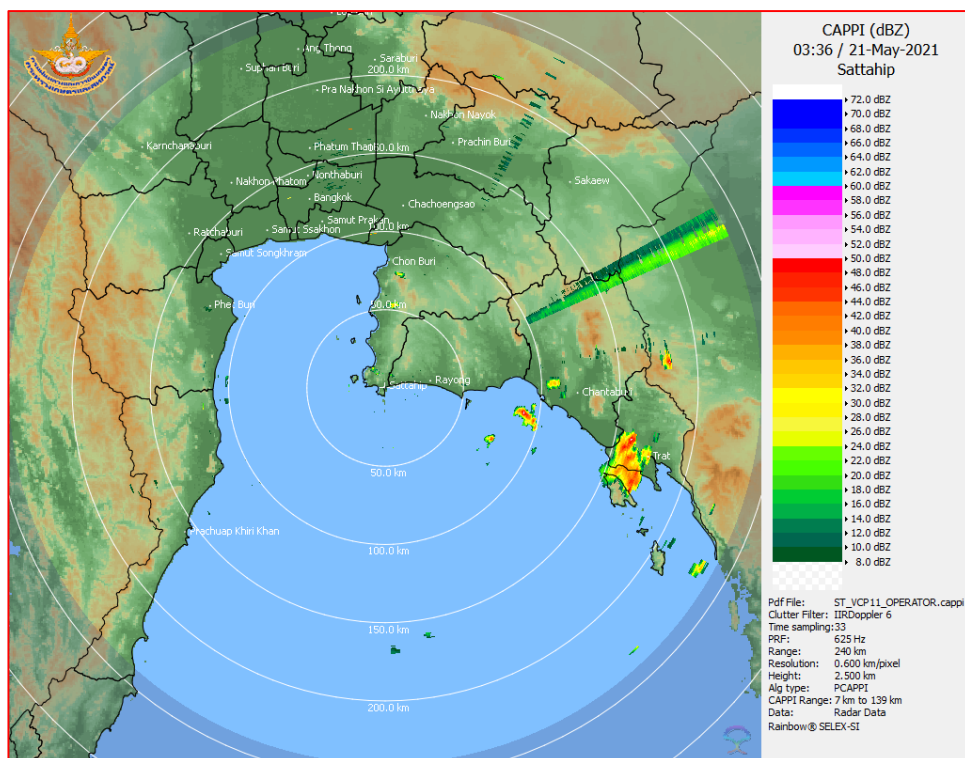 CAPPI (dBZ)
03:36 / 21-May-2021
Sattahip
72.0 dBZ
70.0 dBZ
68.0 dBZ
66.0 dBZ
64.0 dBZ
62.0 dBZ
60.0 dBZ
58.0 dBZ
56.0 dBZ
54.0 dBZ
52.0 dBZ
50.0 dBZ
48.0 dBZ
46.0 dBZ
44.0 dBZ
42.0 dBZ
40.0 dBZ
38.0 dBZ
36.0 dBZ
34.0 dBZ
32.0 dBZ
30.0 dBZ
28.0 dBZ
26.0 dBZ
24.0 dBZ
22.0 dBZ
20.0 dBZ
18.0 dBZ
16.0 dBZ
14.0 dBZ
12.0 dBZ
10.0 dBZ
8.0 dBZ
Pdf File: ST_VCP11_OPERATOR.cappi
Clutter Filter: IIRDoppler 6
Time sampling:33
PRF: 625 Hz
Range: 240 km
Resolution: 0.600 km/pixel
Height: 2.500 km
Alg type: PCAPPI
CAPPI Range: 7 km to 139 km
Data: Radar Data
Rainbow® SELEX-SI
Ang Thong
Saraburi
Suphan Buri
200.0 km
Pra Nakhon Si Ayutthaya
Nakhon Nayok
Karnchanaburi
Phatum Thani
Prachin Buri
Nonthaburi
Nakhon Phatom
Sakaew
Bangkok
Chachoengsao
Samut Prakan
Ratchaburi
Samut Ssakhon
100.0 km
Samut Songkhram
Chon Buri
Phet Buri
50.0 km
Sattahip
Rayong
Chantaburi
Trat
50.0 km
Prachuap Khiri Khan
100.0 km
150.0 km
200.0 km